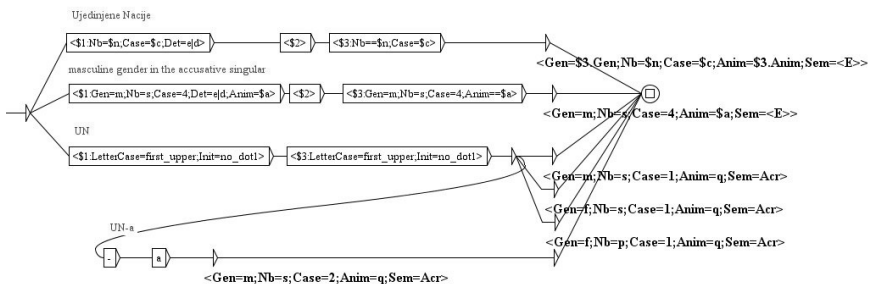 Ujedinjene Nacije
<$1:Nb=$n;Case=$c;Det=e|d> <$2> <$3:Nb==$n;Case=$c>
<Gen=$3.Gen;Nb=$n;Case=$c;Anim=$3.Anim;Sem=<E>>
masculine gender in the accusative singular
<$1:Gen=m;Nb=s;Case=4;Det=e|d;Anim=$a> <$2> <$3:Gen=m;Nb=s;Case=4;Anim==$a>
<Gen=m;Nb=s;Case=4;Anim=$a;Sem=<E>>
UN
<$1:LetterCase=first_upper;Init=no_dot1> <$3:LetterCase=first_upper;Init=no_dot1>
<Gen=m;Nb=s;Case=1;Anim=q;Sem=Acr>
<Gen=f;Nb=s;Case=1;Anim=q;Sem=Acr>
<Gen=f;Nb=p;Case=1;Anim=q;Sem=Acr>
UN-a
- a
<Gen=m;Nb=s;Case=2;Anim=q;Sem=Acr>